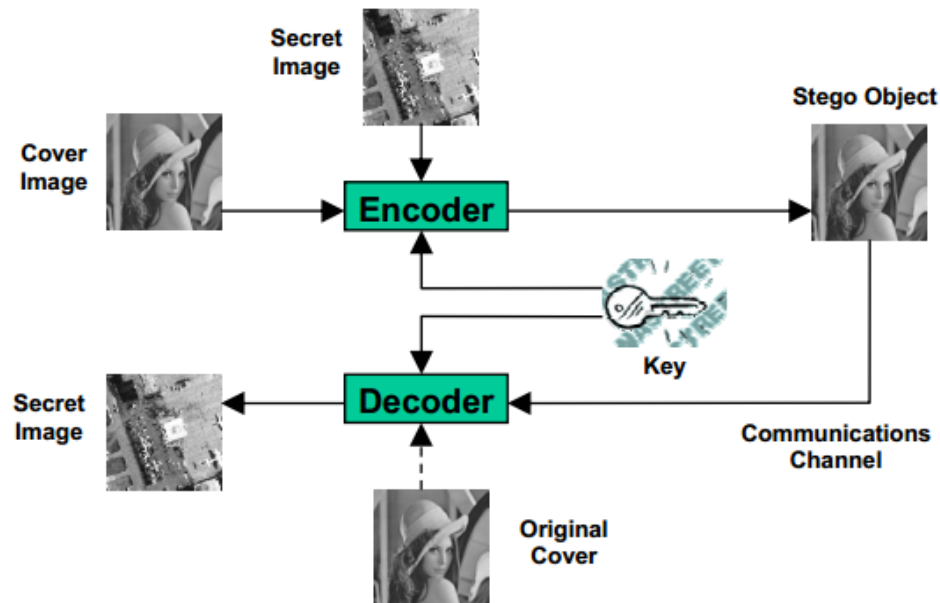 Secret
Image
Stego Object
Cover
Image
Encoder
Key
Secret
Image
Decoder
Communications
Channel
Original
Cover